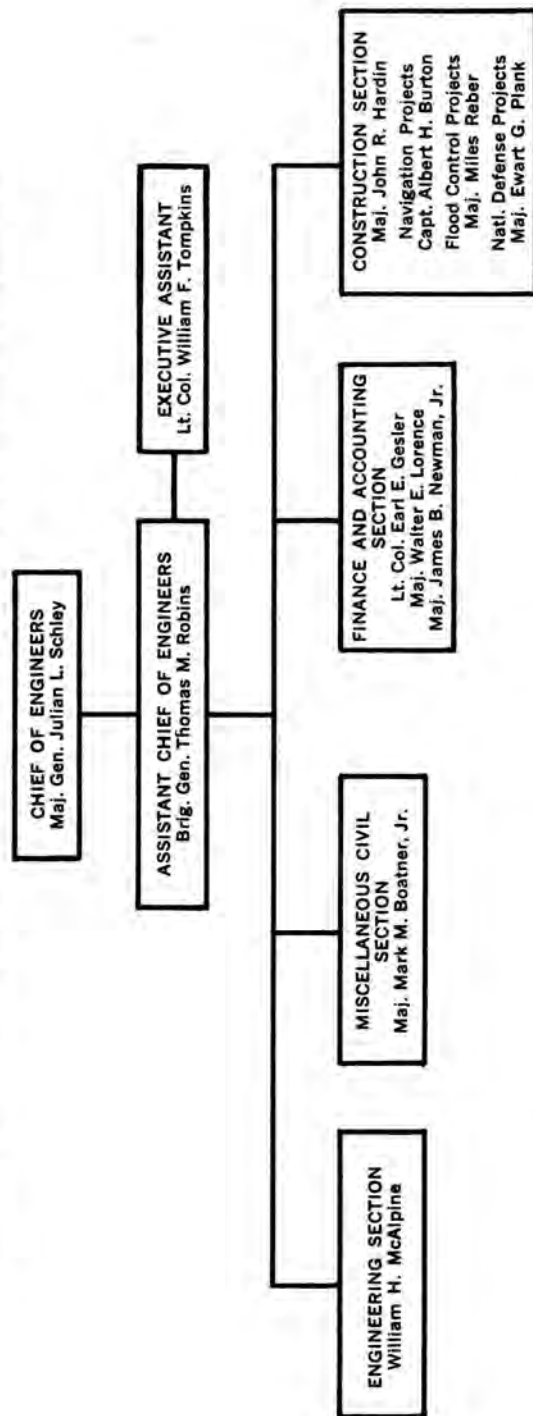 CHIEF OF ENGINEERS
Maj. Gen. Julian L. Schley
ASSISTANT CHIEF OF ENGINEERS
Brig. Gen. Thomas M. Robins
EXECUTIVE ASSISTANT
Lt. Col. William F. Tompkins
ENGINEERING SECTION
William H. McAlpine
MISCELLANEOUS CIVIL
SECTION
Maj. Mark M. Boatner, Jr.
FINANCE AND ACCOUNTING
SECTION
Lt. Col. Earl E. Gesler
Maj. Walter E. Lorence
Maj. James B. Newman, Jr.
CONSTRUCTION SECTION
Maj. John R. Hardin
Navigation Projects
Capt. Albert H. Burton
Flood Control Projects
Maj. Miles Reber
Natl. Defense Projects
Maj. Ewart G. Plank